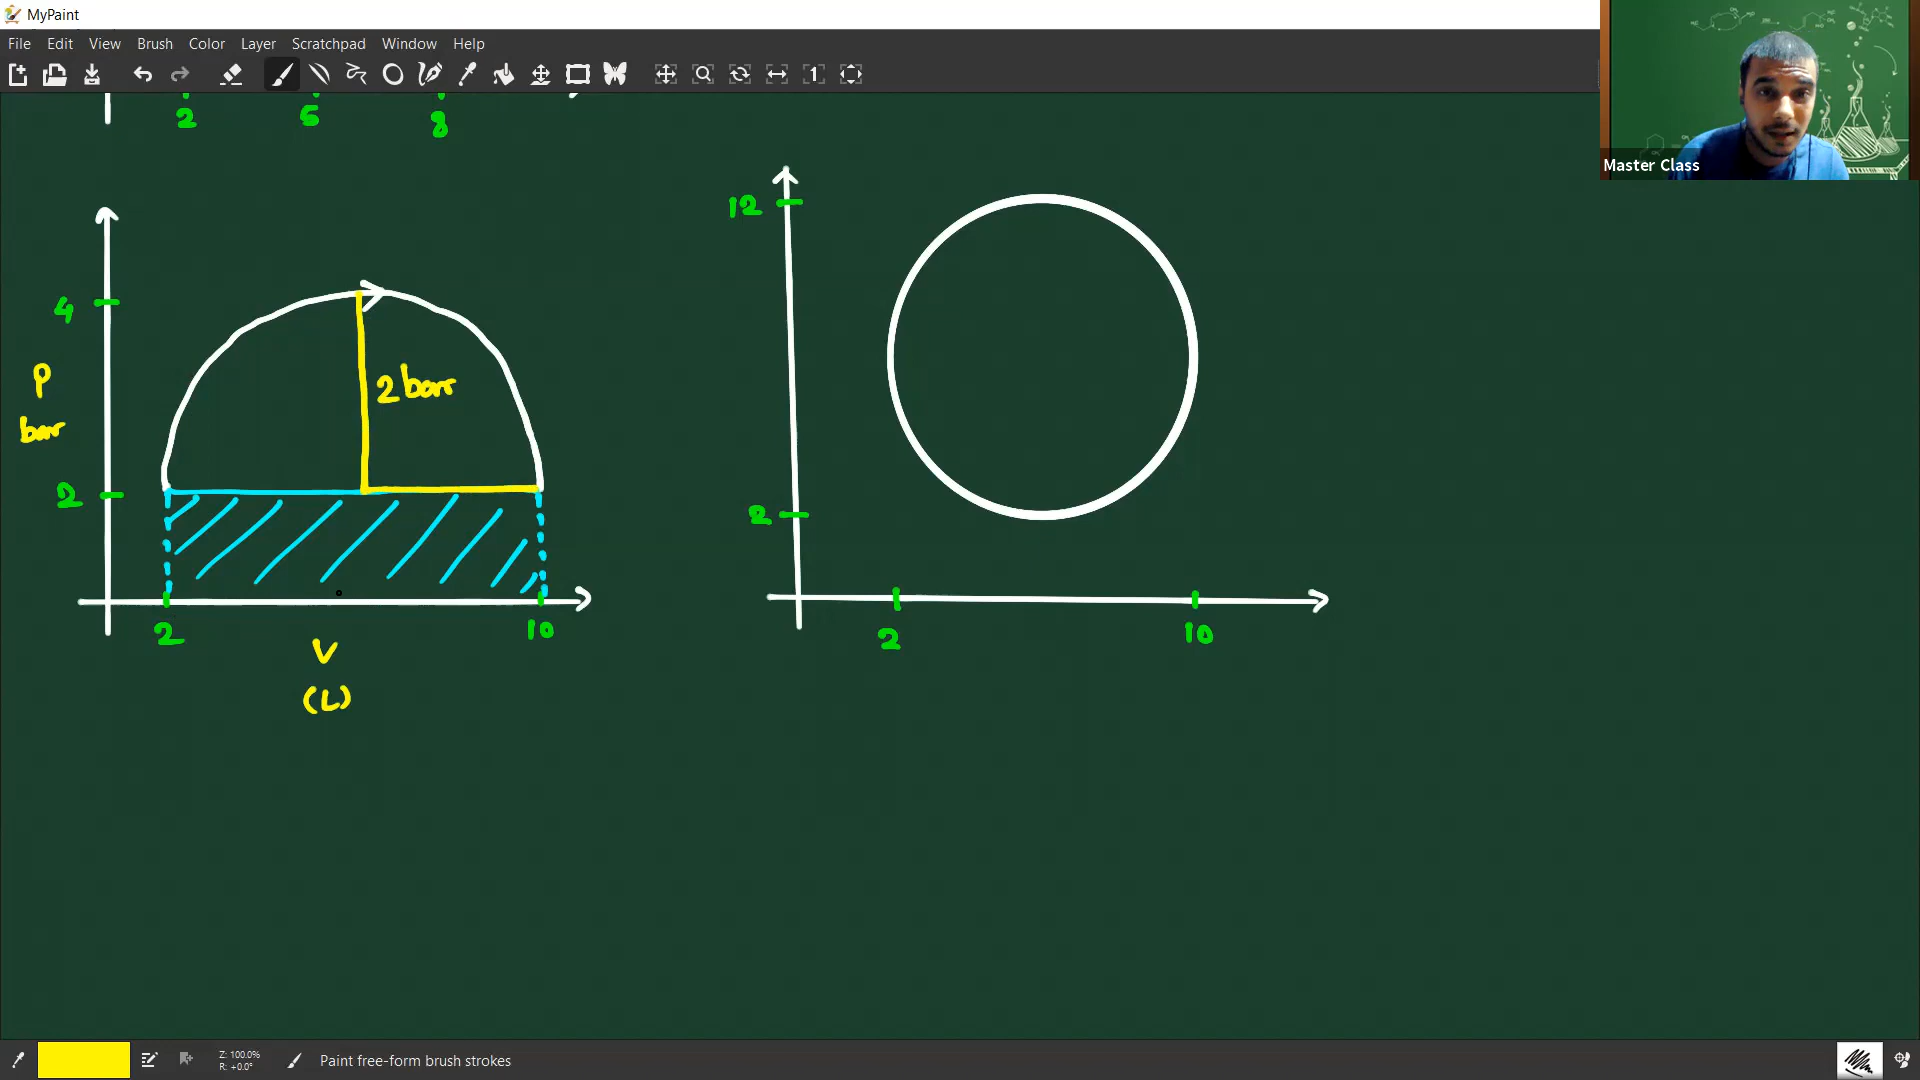 MyPaint
File Edit View Brush Color Layer Scratchpad Window Help
Master Class
2 6 8
4
P
bar
2
2 bar
2 10
V
(L)
12
2
2 10
Z: 100.0%
R: +0.0°
Paint free-form brush strokes